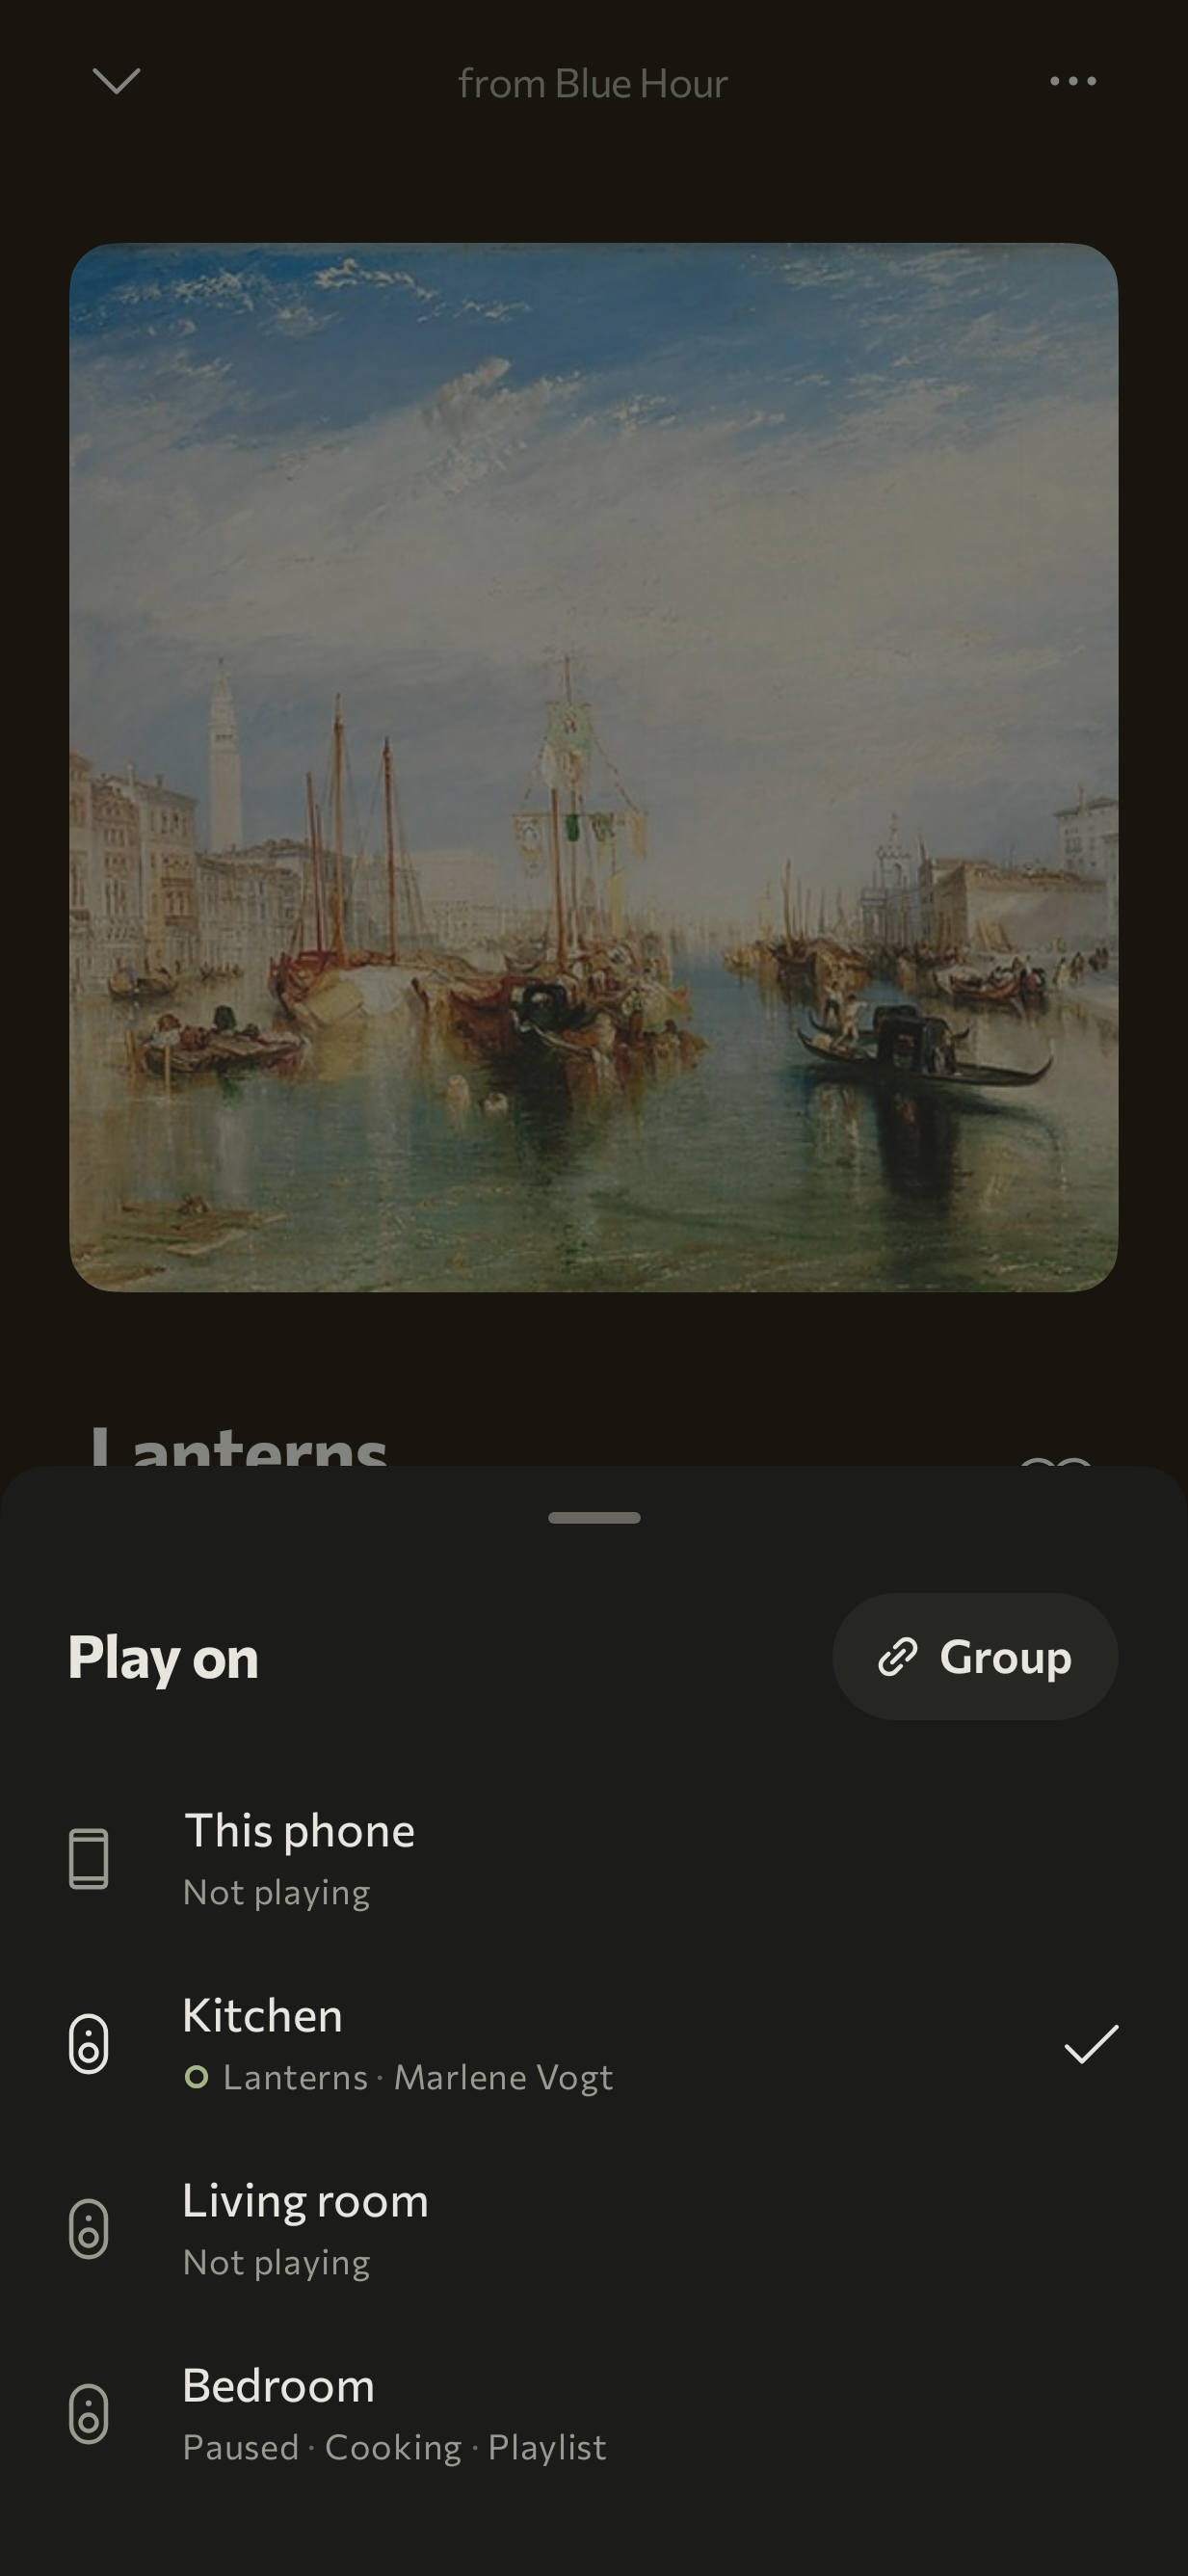 from Blue Hour
Lanterns
Play on
Group
This phone
Not playing
Kitchen
Lanterns · Marlene Vogt
Living room
Not playing
Bedroom
Paused · Cooking · Playlist